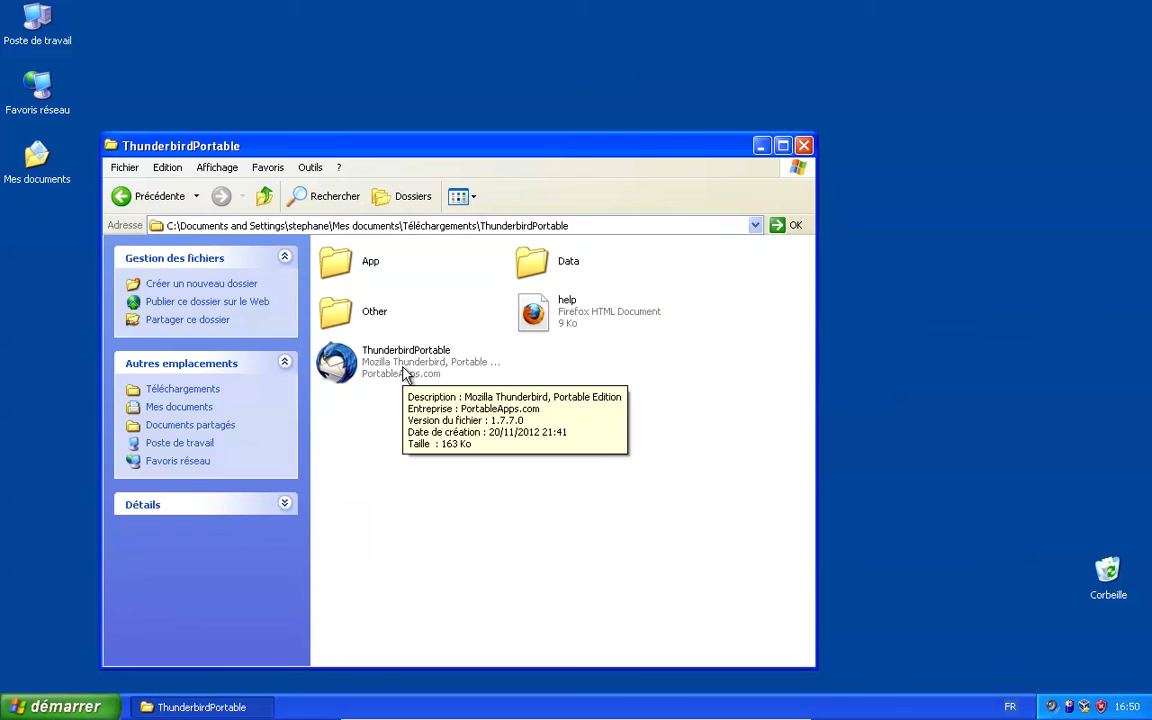 Poste de travail
Favoris réseau
Mes documents
ThunderbirdPortable
Fichier Edition Affichage Favoris Outils ?
Précédente Rechercher Dossiers
Adresse C:\Documents and Settings\stephane\Mes documents\Téléchargements\ThunderbirdPortable OK
Gestion des fichiers
Créer un nouveau dossier
Publier ce dossier sur le Web
Partager ce dossier
Autres emplacements
Téléchargements
Mes documents
Documents partagés
Poste de travail
Favoris réseau
Détails
App
Data
Other
help
Firefox HTML Document
9 Ko
ThunderbirdPortable
Mozilla Thunderbird, Portable ...
PortableApps.com
Description : Mozilla Thunderbird, Portable Edition
Entreprise : PortableApps.com
Version du fichier : 1.7.7.0
Date de création : 20/11/2012 21:41
Taille : 163 Ko
Corbeille
démarrer ThunderbirdPortable FR 16:50